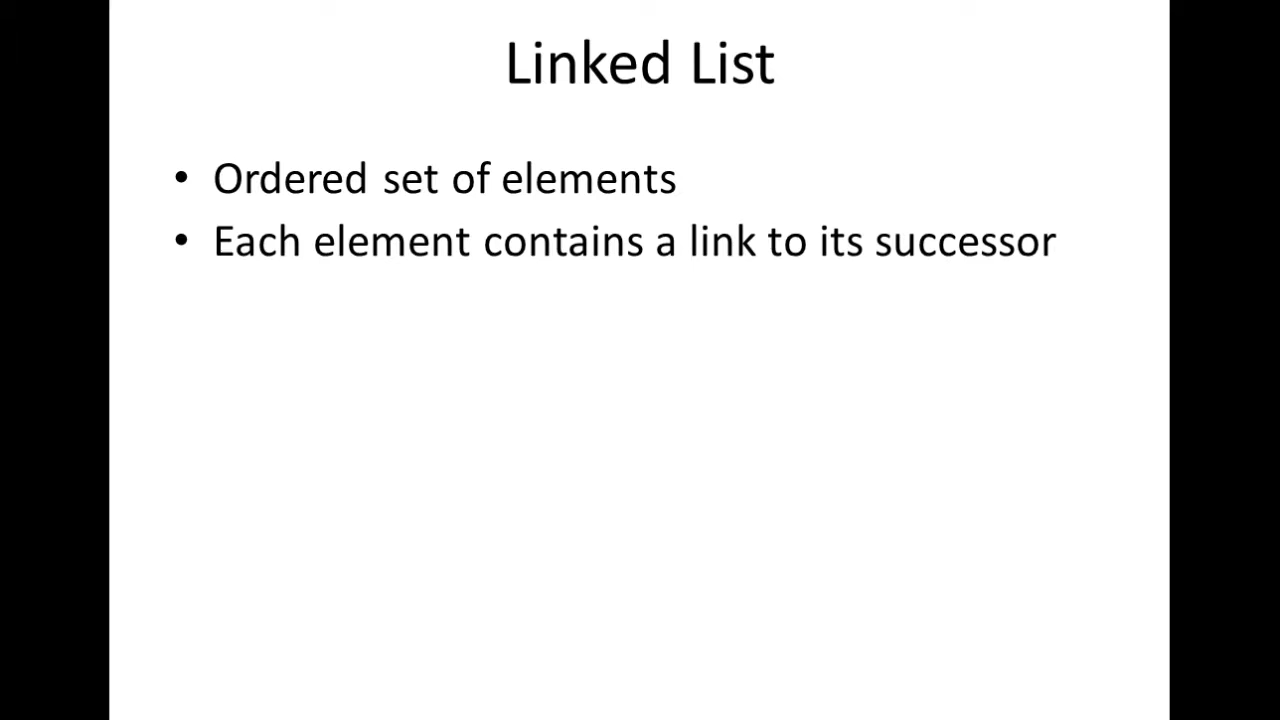 Linked List
• Ordered set of elements
• Each element contains a link to its successor